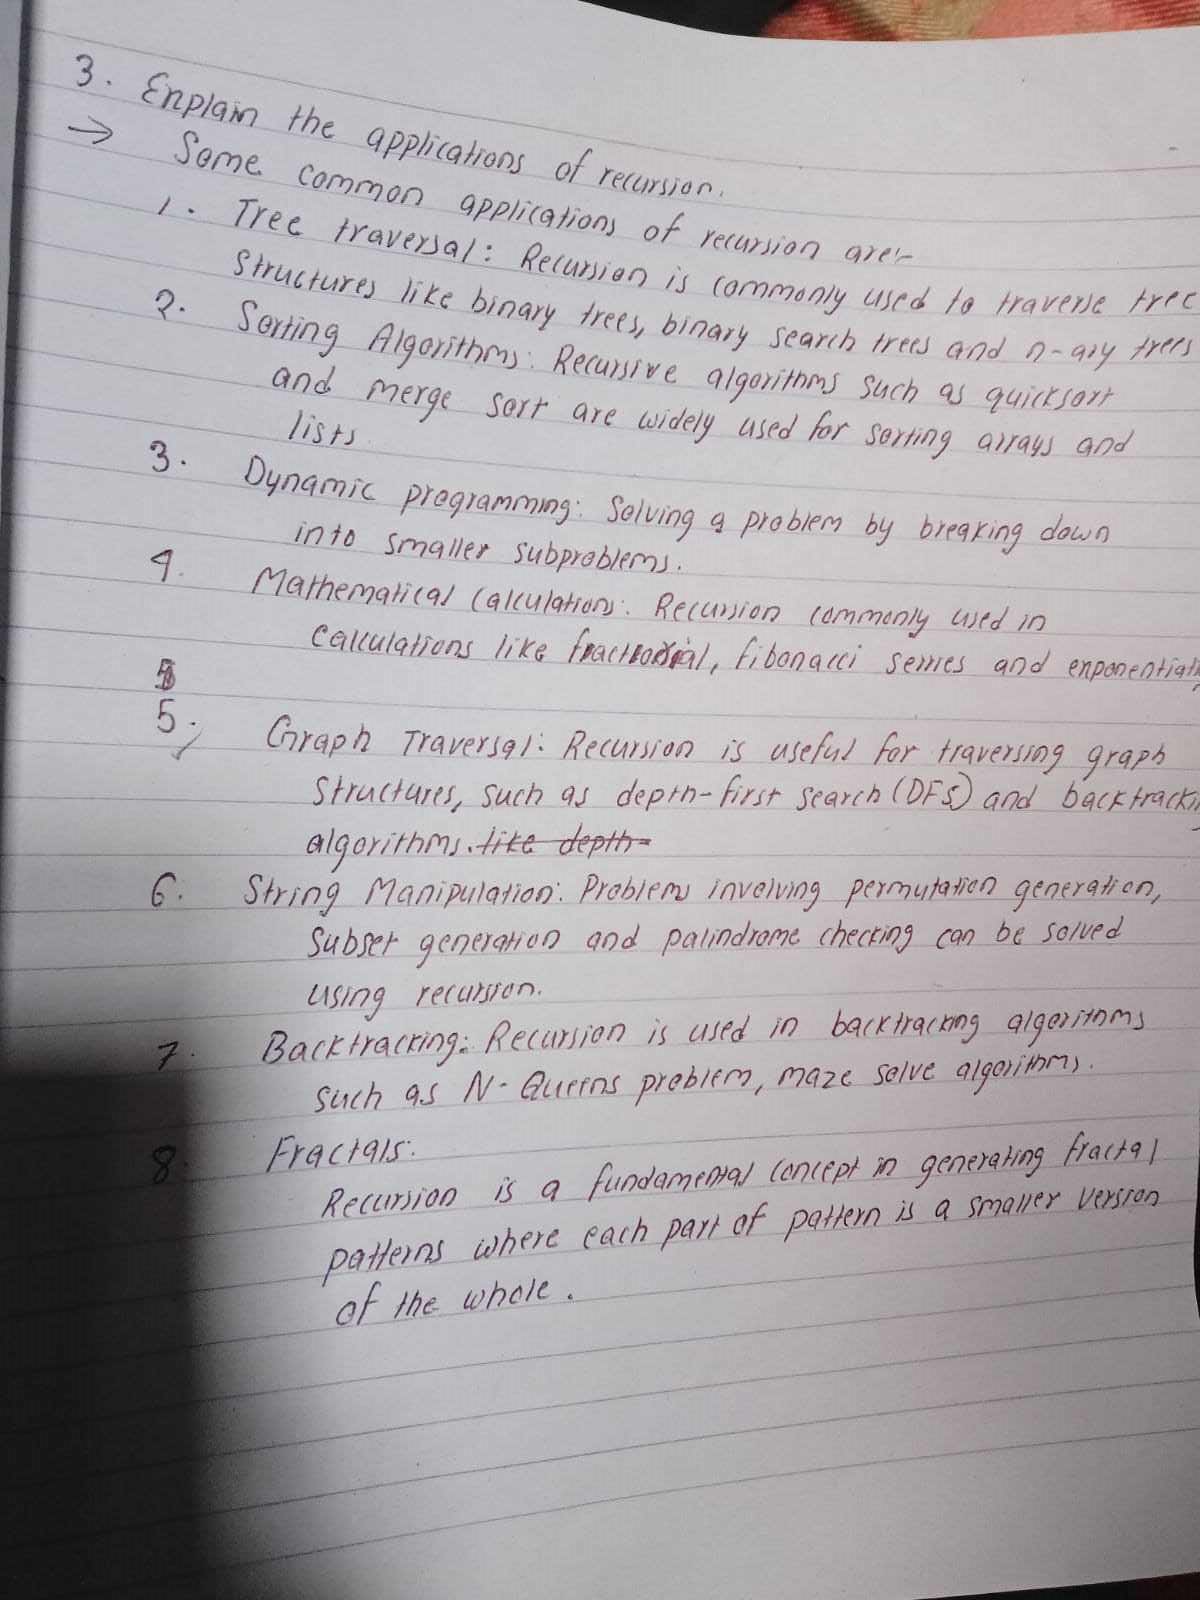 3. Explain the applications of recursion.
→ Some common applications of recursion are:-
1. Tree traversal: Recursion is commonly used to traverse tree
structures like binary trees, binary search trees and n-ary trees
2. Sorting Algorithms: Recursive algorithms such as quicksort
and merge sort are widely used for sorting arrays and
lists.
3. Dynamic programming: Solving a problem by breaking down
into smaller subproblems.
4. Mathematical Calculations: Recursion commonly used in
calculations like , fibonacci series and
5. Graph Traversal: Recursion is useful for traversing graph
structures, such as depth-first search (DFS) and
algorithms. like depth-
6. String Manipulation: Problems involving permutation generation,
subset generation and palindrome checking can be solved
using recursion.
7. Backtracking: Recursion is used in backtracking algorithms
such as N-Queens problem, maze solve algorithms.
8. Fractals:
Recursion is a fundamental concept in generating fractal
patterns where each part of pattern is a smaller version
of the whole.